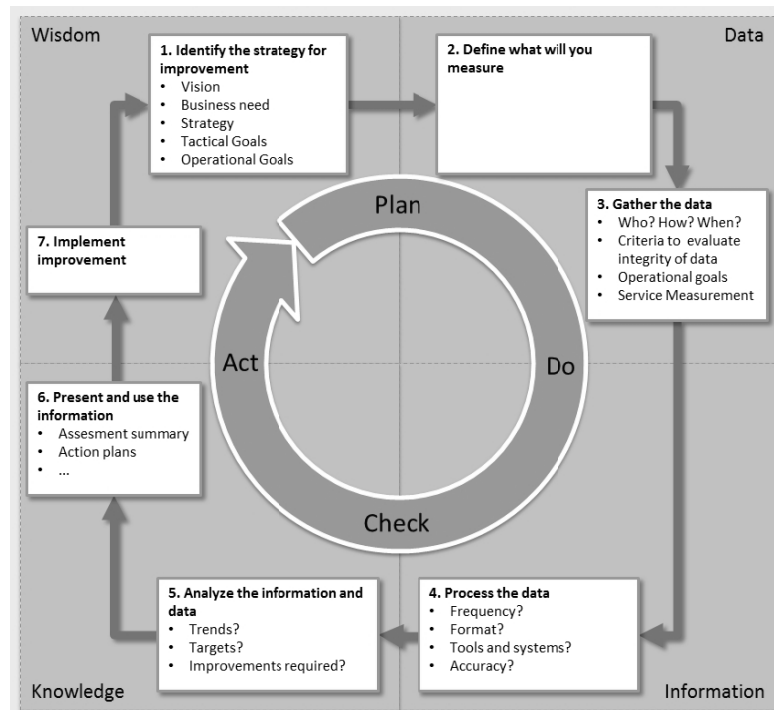 Wisdom
Data
1. Identify the strategy for
improvement
• Vision
• Business need
• Strategy
• Tactical Goals
• Operational Goals
2. Define what will you
measure
3. Gather the data
• Who? How? When?
• Criteria to evaluate
integrity of data
• Operational goals
• Service Measurement
Plan
7. Implement
improvement
Act
Do
6. Present and use the
information
• Assesment summary
• Action plans
• ...
Check
5. Analyze the information and
data
• Trends?
• Targets?
• Improvements required?
4. Process the data
• Frequency?
• Format?
• Tools and systems?
• Accuracy?
Knowledge
Information